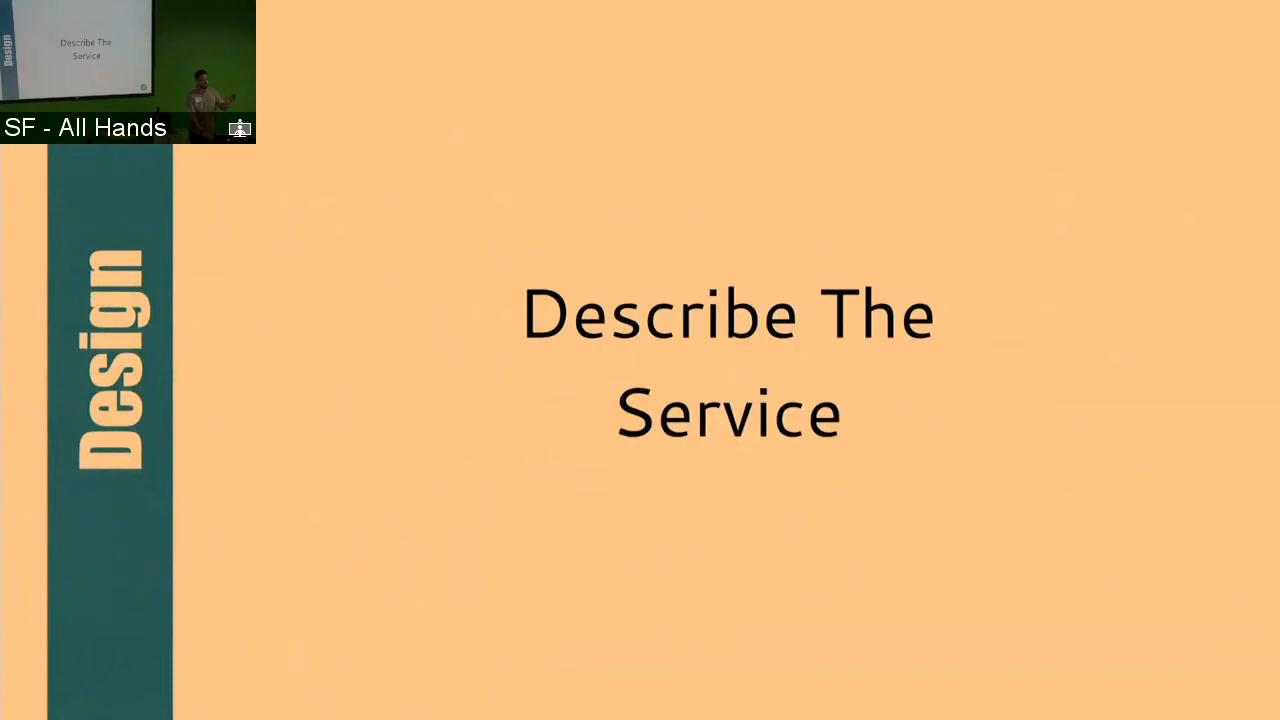 Describe The
Service
Design
SF - All Hands
Design
Describe The
Service